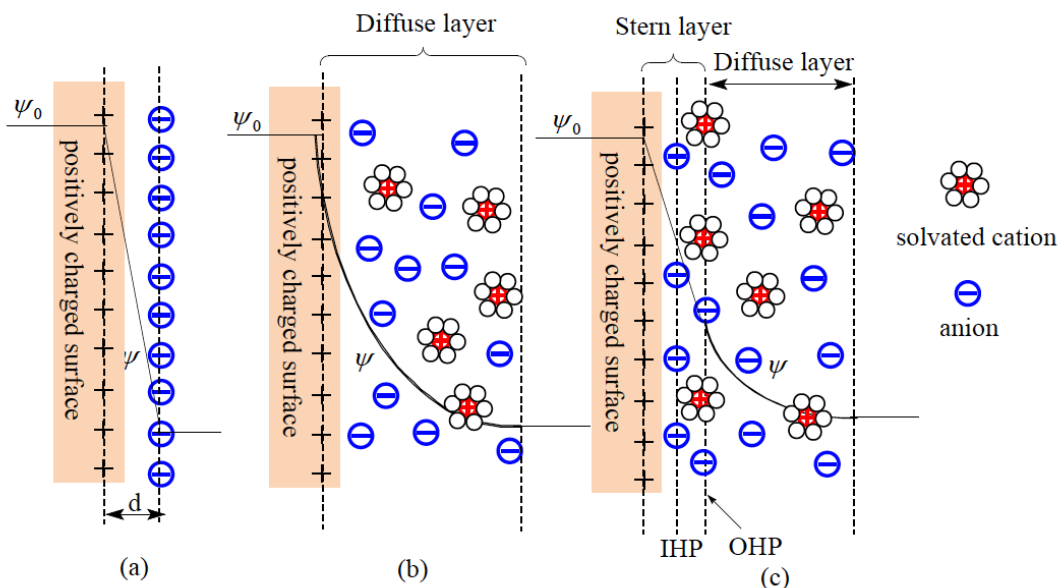 ψ₀
positively charged surface
ψ
d
(a)
Diffuse layer
ψ₀
positively charged surface
ψ
(b)
Stern layer
Diffuse layer
ψ₀
positively charged surface
ψ
IHP
OHP
(c)
solvated cation
anion